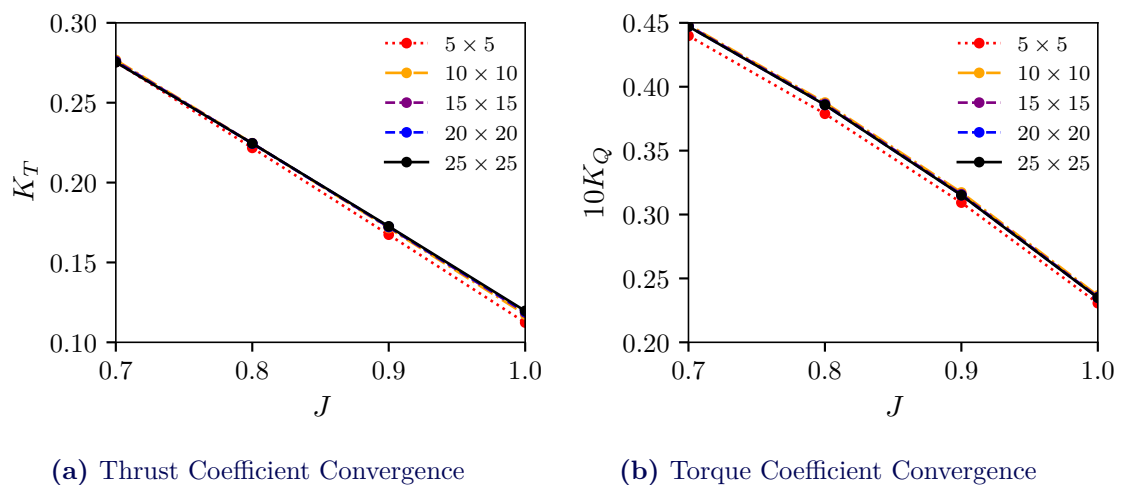 0.30
0.25
0.20
0.15
0.10
K_T
0.7
0.8
0.9
1.0
J
5 × 5
10 × 10
15 × 15
20 × 20
25 × 25
(a) Thrust Coefficient Convergence
0.45
0.40
0.35
0.30
0.25
0.20
10K_Q
0.7
0.8
0.9
1.0
J
5 × 5
10 × 10
15 × 15
20 × 20
25 × 25
(b) Torque Coefficient Convergence